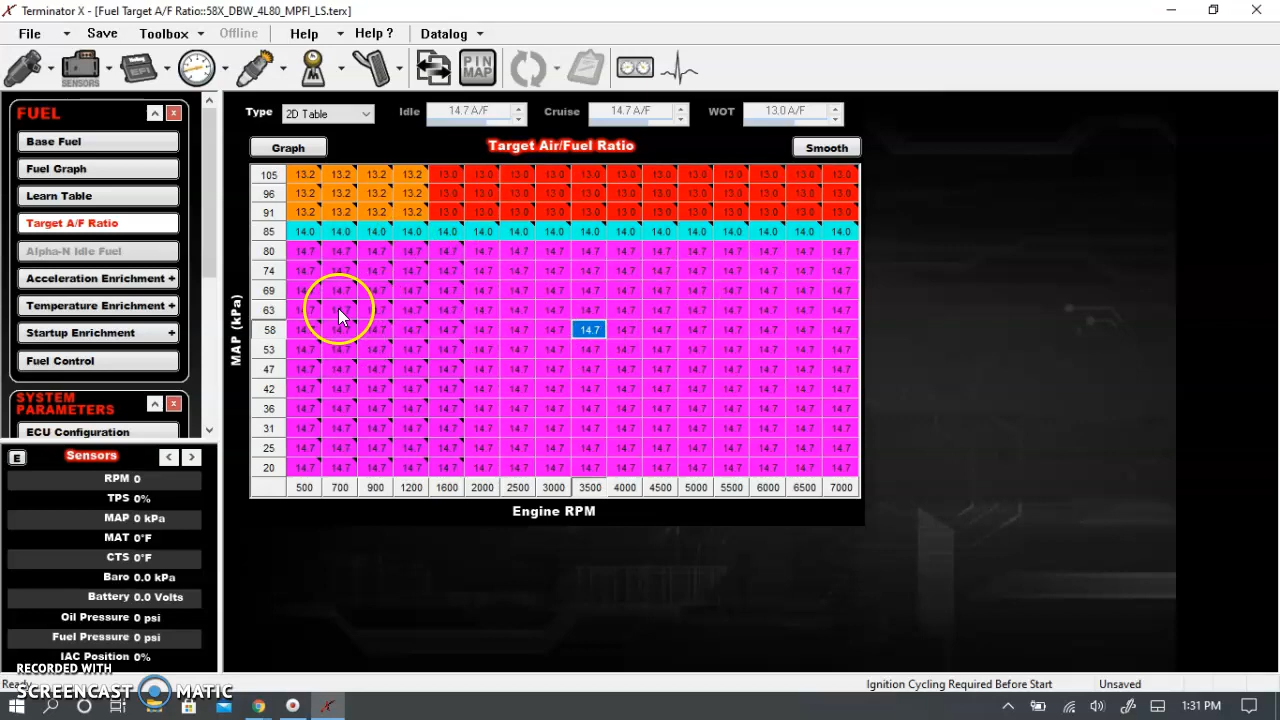 Terminator X - [Fuel Target A/F Ratio::58X_DBW_4L80_MPFI_LS.terx]
File Save Toolbox Offline Help Help ? Datalog
SENSORS EFI PIN MAP
FUEL
Base Fuel
Fuel Graph
Learn Table
Target A/F Ratio
Alpha-N Idle Fuel
Acceleration Enrichment +
Temperature Enrichment +
Startup Enrichment +
Fuel Control
SYSTEM
PARAMETERS
ECU Configuration
E Sensors < >
RPM 0
TPS 0%
MAP 0 kPa
MAT 0°F
CTS 0°F
Baro 0.0 kPa
Battery 0.0 Volts
Oil Pressure 0 psi
Fuel Pressure 0 psi
IAC Position 0%
Type 2D Table Idle 14.7 A/F Cruise 14.7 A/F WOT 13.0 A/F
Graph Target Air/Fuel Ratio Smooth
MAP (kPa)
105 13.2 13.2 13.2 13.2 13.0 13.0 13.0 13.0 13.0 13.0 13.0 13.0 13.0 13.0 13.0 13.0
96 13.2 13.2 13.2 13.2 13.0 13.0 13.0 13.0 13.0 13.0 13.0 13.0 13.0 13.0 13.0 13.0
91 13.2 13.2 13.2 13.2 13.0 13.0 13.0 13.0 13.0 13.0 13.0 13.0 13.0 13.0 13.0 13.0
85 14.0 14.0 14.0 14.0 14.0 14.0 14.0 14.0 14.0 14.0 14.0 14.0 14.0 14.0 14.0 14.0
80 14.7 14.7 14.7 14.7 14.7 14.7 14.7 14.7 14.7 14.7 14.7 14.7 14.7 14.7 14.7 14.7
74 14.7 14.7 14.7 14.7 14.7 14.7 14.7 14.7 14.7 14.7 14.7 14.7 14.7 14.7 14.7 14.7
69 14.7 14.7 14.7 14.7 14.7 14.7 14.7 14.7 14.7 14.7 14.7 14.7 14.7 14.7 14.7 14.7
63 14.7 14.7 14.7 14.7 14.7 14.7 14.7 14.7 14.7 14.7 14.7 14.7 14.7 14.7 14.7 14.7
58 14.7 14.7 14.7 14.7 14.7 14.7 14.7 14.7 14.7 14.7 14.7 14.7 14.7 14.7 14.7 14.7
53 14.7 14.7 14.7 14.7 14.7 14.7 14.7 14.7 14.7 14.7 14.7 14.7 14.7 14.7 14.7 14.7
47 14.7 14.7 14.7 14.7 14.7 14.7 14.7 14.7 14.7 14.7 14.7 14.7 14.7 14.7 14.7 14.7
42 14.7 14.7 14.7 14.7 14.7 14.7 14.7 14.7 14.7 14.7 14.7 14.7 14.7 14.7 14.7 14.7
36 14.7 14.7 14.7 14.7 14.7 14.7 14.7 14.7 14.7 14.7 14.7 14.7 14.7 14.7 14.7 14.7
31 14.7 14.7 14.7 14.7 14.7 14.7 14.7 14.7 14.7 14.7 14.7 14.7 14.7 14.7 14.7 14.7
25 14.7 14.7 14.7 14.7 14.7 14.7 14.7 14.7 14.7 14.7 14.7 14.7 14.7 14.7 14.7 14.7
20 14.7 14.7 14.7 14.7 14.7 14.7 14.7 14.7 14.7 14.7 14.7 14.7 14.7 14.7 14.7 14.7
500 700 900 1200 1600 2000 2500 3000 3500 4000 4500 5000 5500 6000 6500 7000
Engine RPM
Ignition Cycling Required Before Start Unsaved
RECORDED WITH
SCREENCAST MATIC
1:31 PM